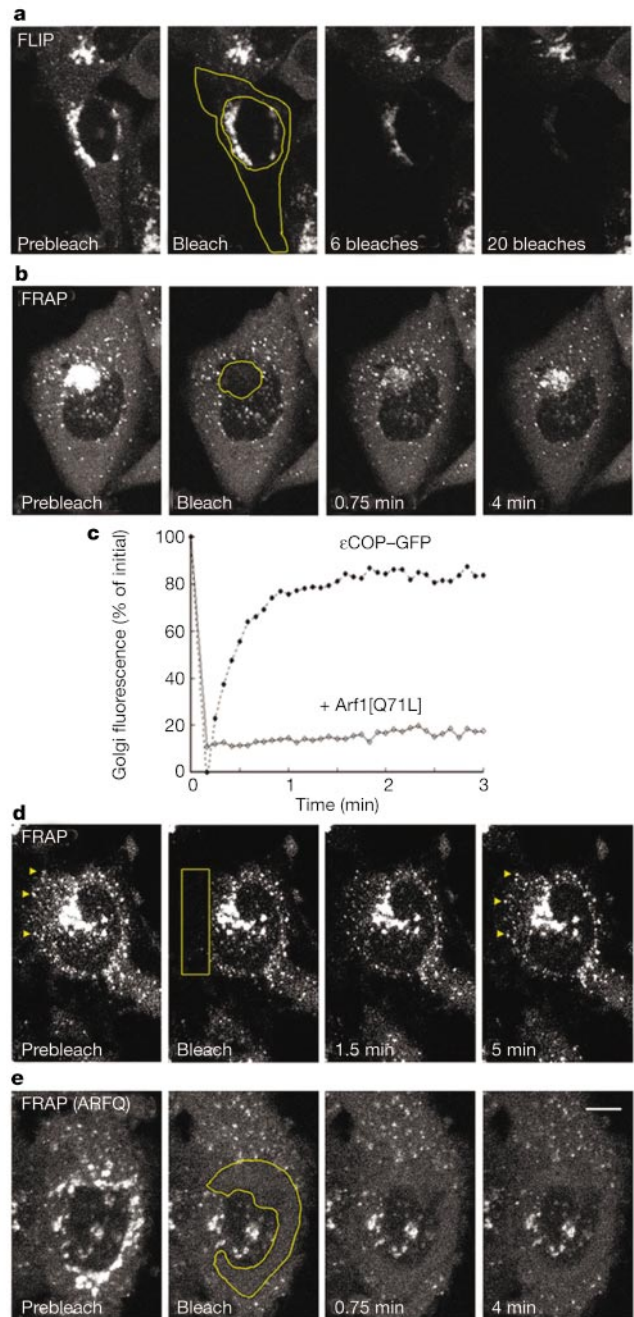 a
FLIP
Prebleach
Bleach
6 bleaches
20 bleaches
b
FRAP
Prebleach
Bleach
0.75 min
4 min
c
Golgi fluorescence (% of initial)
100
80
60
40
20
0
εCOP–GFP
+ Arf1[Q71L]
0
1
2
3
Time (min)
d
FRAP
Prebleach
Bleach
1.5 min
5 min
e
FRAP (ARFQ)
Prebleach
Bleach
0.75 min
4 min